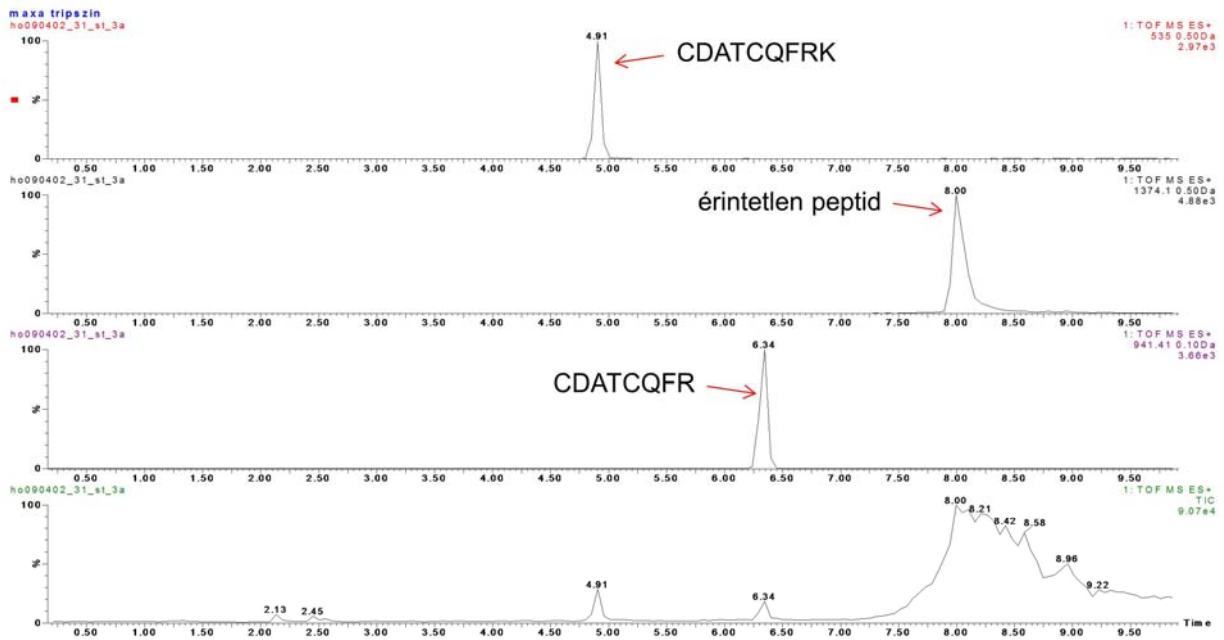 maxa tripszin
ho090402_31_st_3a
1: TOF MS ES+
535 0.50Da
2.97e3
100
%
0
4.91
CDATCQFRK
0.50 1.00 1.50 2.00 2.50 3.00 3.50 4.00 4.50 5.00 5.50 6.00 6.50 7.00 7.50 8.00 8.50 9.00 9.50
ho090402_31_st_3a
1: TOF MS ES+
1374.1 0.50Da
4.88e3
100
%
0
8.00
érintetlen peptid
0.50 1.00 1.50 2.00 2.50 3.00 3.50 4.00 4.50 5.00 5.50 6.00 6.50 7.00 7.50 8.00 8.50 9.00 9.50
ho090402_31_st_3a
1: TOF MS ES+
941.41 0.10Da
3.66e3
100
%
0
6.34
CDATCQFR
0.50 1.00 1.50 2.00 2.50 3.00 3.50 4.00 4.50 5.00 5.50 6.00 6.50 7.00 7.50 8.00 8.50 9.00 9.50
ho090402_31_st_3a
1: TOF MS ES+
TIC
9.07e4
100
%
0
2.13 2.45 4.91 6.34 8.00 8.21 8.42 8.58 8.96 9.22
0.50 1.00 1.50 2.00 2.50 3.00 3.50 4.00 4.50 5.00 5.50 6.00 6.50 7.00 7.50 8.00 8.50 9.00 9.50 Time